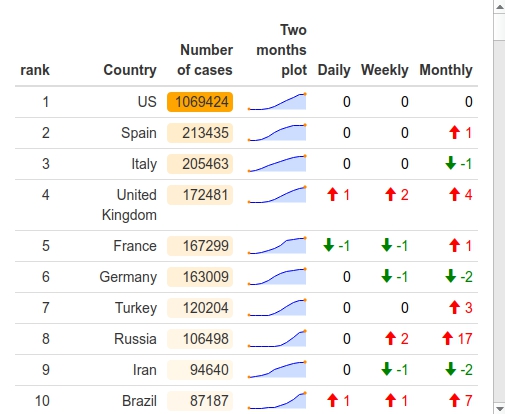 rank Country Number of cases Two months plot Daily Weekly Monthly
1 US 1069424 0 0 0
2 Spain 213435 0 0 1
3 Italy 205463 0 0 -1
4 United Kingdom 172481 1 2 4
5 France 167299 -1 -1 1
6 Germany 163009 0 -1 -2
7 Turkey 120204 0 0 3
8 Russia 106498 0 2 17
9 Iran 94640 0 -1 -2
10 Brazil 87187 1 1 7